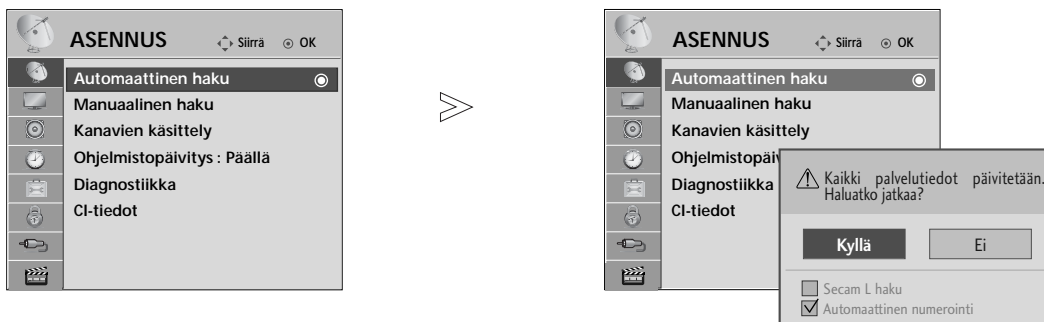 ASENNUS Siirrä OK
Automaattinen haku
Manuaalinen haku
Kanavien käsittely
Ohjelmistopäivitys : Päällä
Diagnostiikka
CI-tiedot
ASENNUS Siirrä OK
Automaattinen haku
Manuaalinen haku
Kanavien käsittely
Ohjelmistopäiv
Diagnostiikka
CI-tiedot
Kaikki palvelutiedot päivitetään.
Haluatko jatkaa?
Kyllä Ei
Secam L haku
Automaattinen numerointi